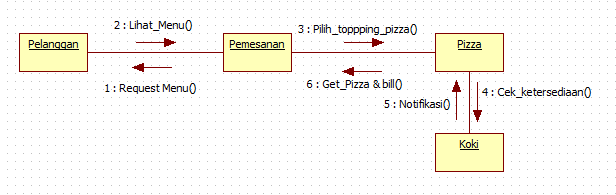 2 : Lihat_Menu()
3 : Pilih_toppping_pizza()
Pelanggan
Pemesanan
Pizza
1 : Request Menu()
6 : Get_Pizza & bill()
4 : Cek_ketersediaan()
5 : Notifikasi()
Koki